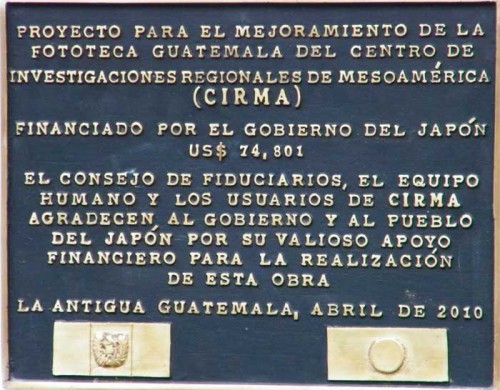 PROYECTO PARA EL MEJORAMIENTO DE LA
FOTOTECA GUATEMALA DEL CENTRO DE
INVESTIGACIONES REGIONALES DE MESOAMÉRICA
(CIRMA)
FINANCIADO POR EL GOBIERNO DEL JAPÓN
US$ 74,801
EL CONSEJO DE FIDUCIARIOS, EL EQUIPO
HUMANO Y LOS USUARIOS DE CIRMA
AGRADECEN AL GOBIERNO Y AL PUEBLO
DEL JAPÓN POR SU VALIOSO APOYO
FINANCIERO PARA LA REALIZACIÓN
DE ESTA OBRA
LA ANTIGUA GUATEMALA, ABRIL DE 2010